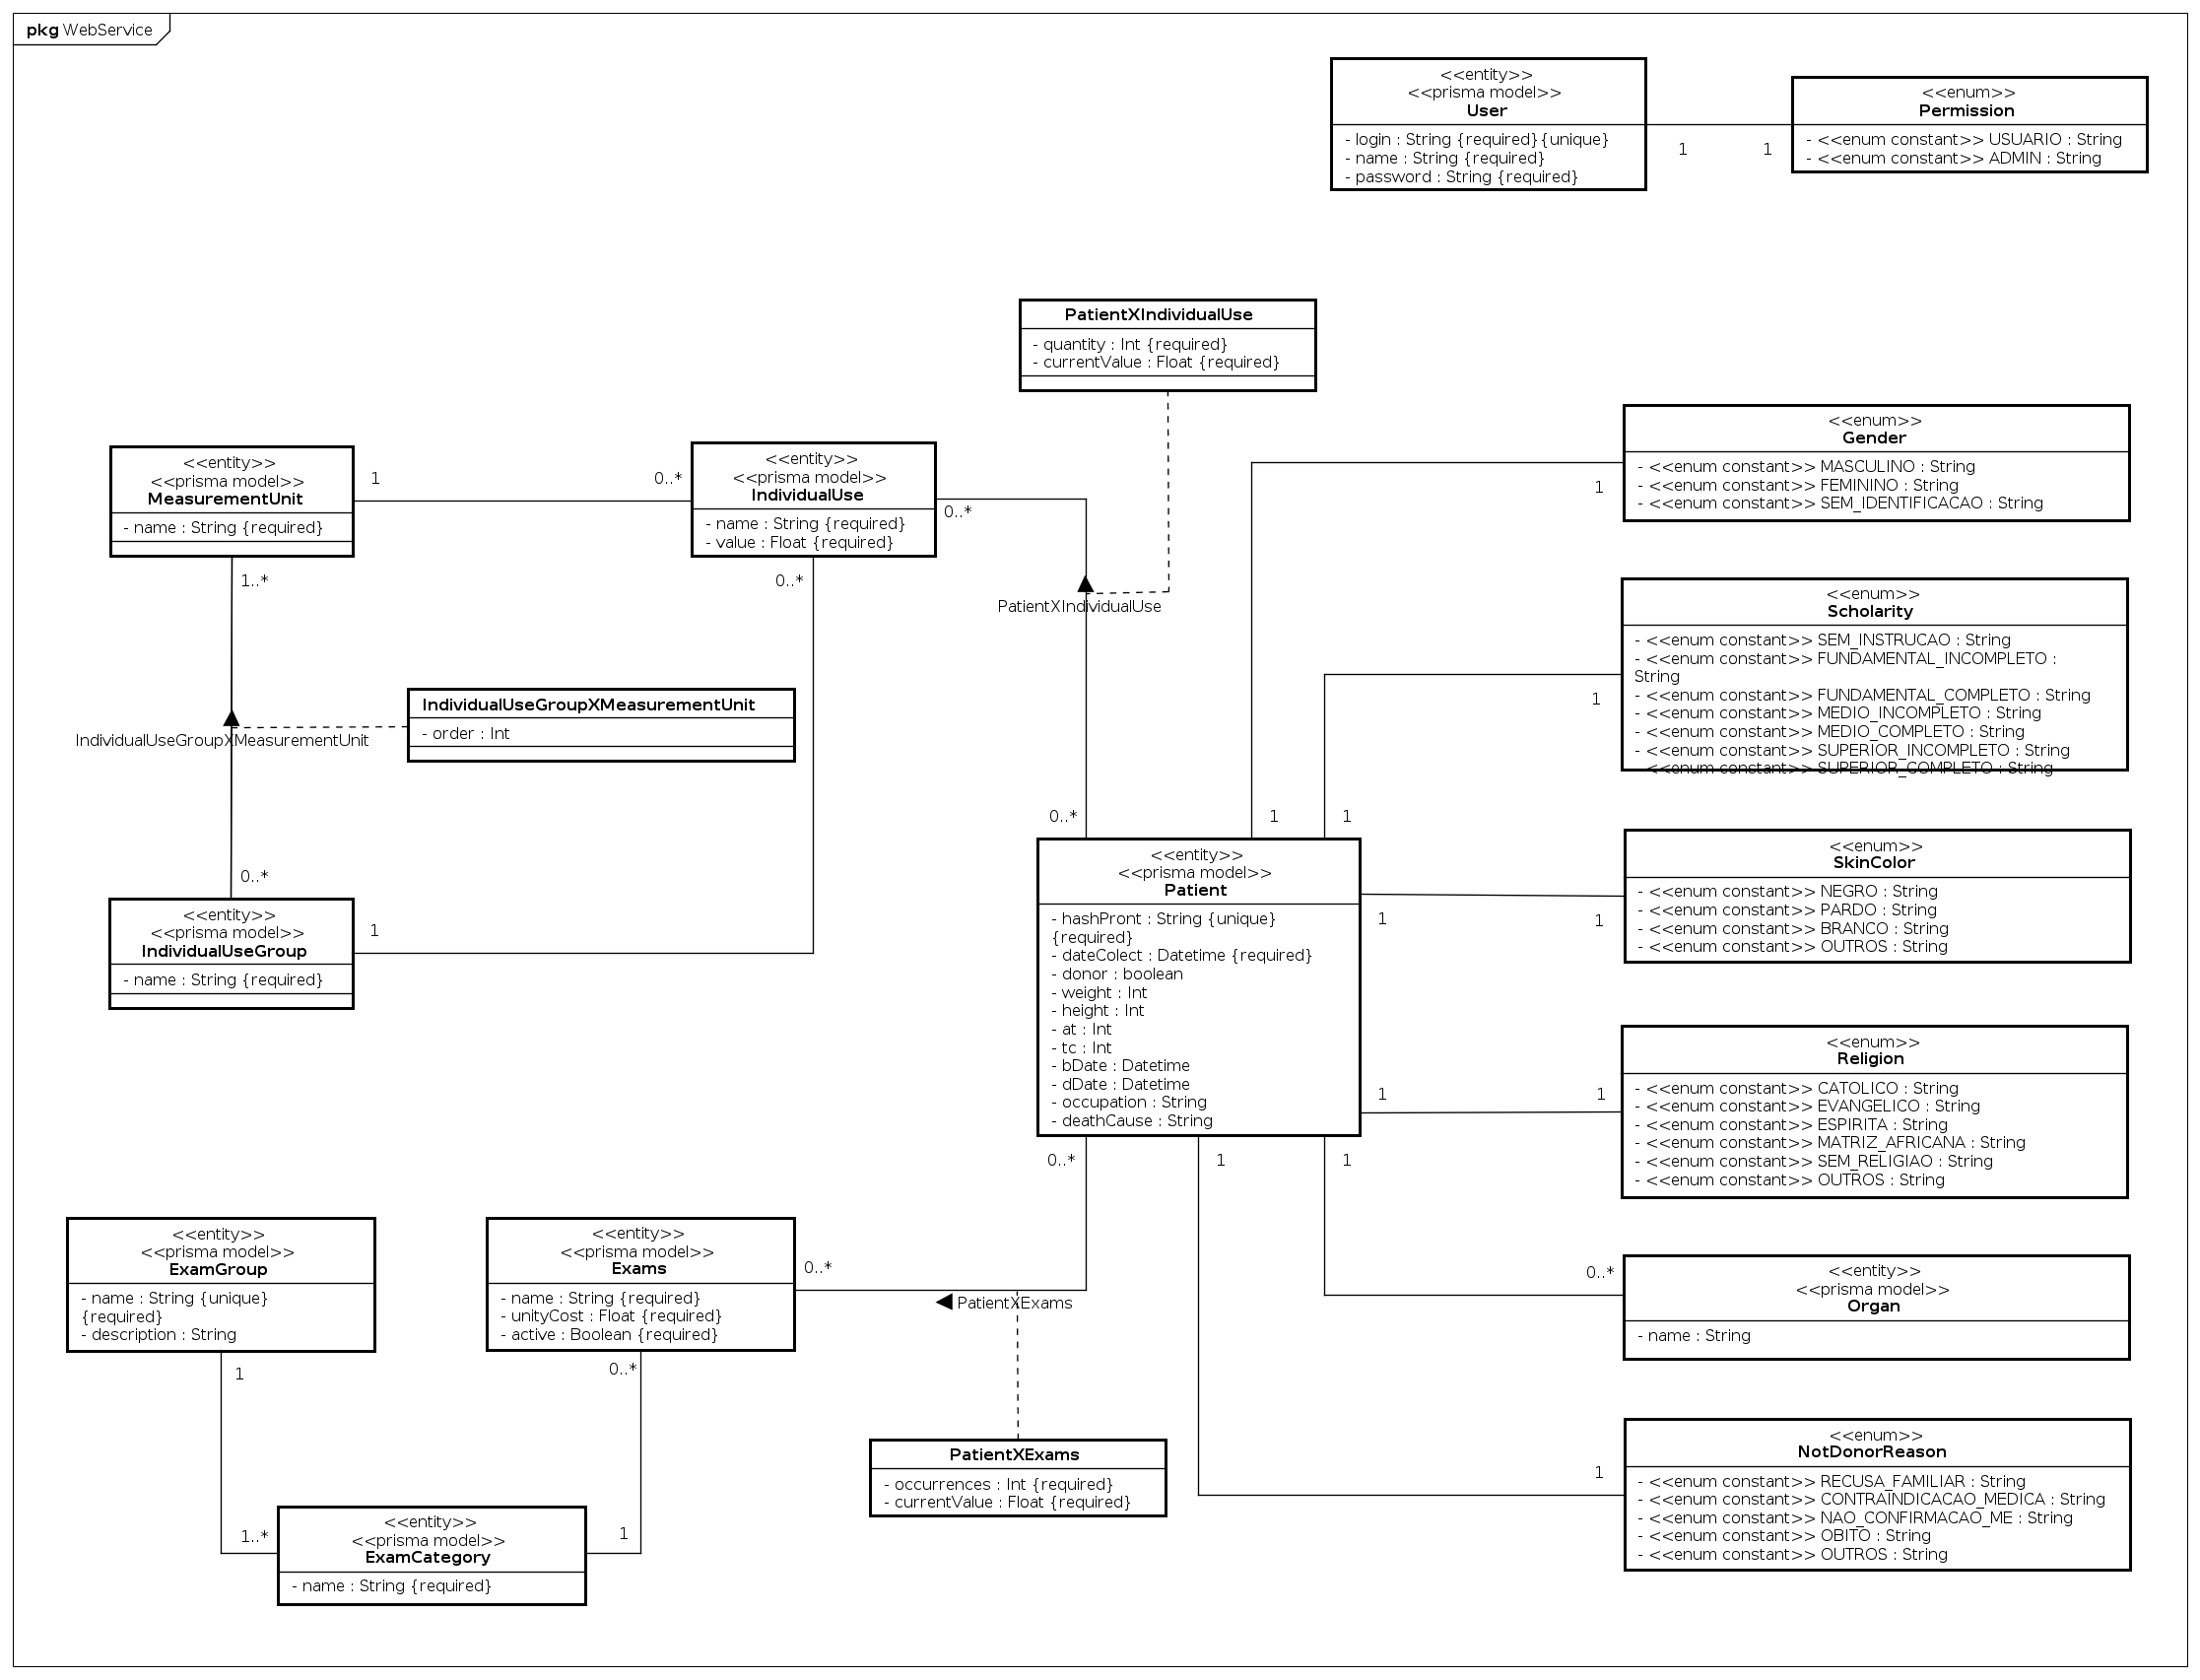 pkg WebService
<<entity>>
<<prisma model>>
User
- login : String {required}{unique}
- name : String {required}
- password : String {required}
1
1
<<enum>>
Permission
- <<enum constant>> USUARIO : String
- <<enum constant>> ADMIN : String
PatientXIndividualUse
- quantity : Int {required}
- currentValue : Float {required}
<<entity>>
<<prisma model>>
MeasurementUnit
- name : String {required}
1
0..*
<<entity>>
<<prisma model>>
IndividualUse
- name : String {required}
- value : Float {required}
0..*
1..*
0..*
PatientXIndividualUse
<<enum>>
Gender
- <<enum constant>> MASCULINO : String
- <<enum constant>> FEMININO : String
- <<enum constant>> SEM_IDENTIFICACAO : String
1
<<enum>>
Scholarity
- <<enum constant>> SEM_INSTRUCAO : String
- <<enum constant>> FUNDAMENTAL_INCOMPLETO :
String
- <<enum constant>> FUNDAMENTAL_COMPLETO : String
- <<enum constant>> MEDIO_INCOMPLETO : String
- <<enum constant>> MEDIO_COMPLETO : String
- <<enum constant>> SUPERIOR_INCOMPLETO : String
- <<enum constant>> SUPERIOR_COMPLETO : String
1
IndividualUseGroupXMeasurementUnit
- order : Int
IndividualUseGroupXMeasurementUnit
0..*
<<entity>>
<<prisma model>>
IndividualUseGroup
- name : String {required}
1
0..*
1
1
<<entity>>
<<prisma model>>
Patient
- hashPront : String {unique}
{required}
- dateColect : Datetime {required}
- donor : boolean
- weight : Int
- height : Int
- at : Int
- tc : Int
- bDate : Datetime
- dDate : Datetime
- occupation : String
- deathCause : String
1
1
<<enum>>
SkinColor
- <<enum constant>> NEGRO : String
- <<enum constant>> PARDO : String
- <<enum constant>> BRANCO : String
- <<enum constant>> OUTROS : String
1
1
<<enum>>
Religion
- <<enum constant>> CATOLICO : String
- <<enum constant>> EVANGELICO : String
- <<enum constant>> ESPIRITA : String
- <<enum constant>> MATRIZ_AFRICANA : String
- <<enum constant>> SEM_RELIGIAO : String
- <<enum constant>> OUTROS : String
0..*
1
1
<<entity>>
<<prisma model>>
ExamGroup
- name : String {unique}
{required}
- description : String
1
<<entity>>
<<prisma model>>
Exams
- name : String {required}
- unityCost : Float {required}
- active : Boolean {required}
0..*
0..*
PatientXExams
0..*
<<entity>>
<<prisma model>>
Organ
- name : String
PatientXExams
- occurrences : Int {required}
- currentValue : Float {required}
1
<<enum>>
NotDonorReason
- <<enum constant>> RECUSA_FAMILIAR : String
- <<enum constant>> CONTRAINDICACAO_MEDICA : String
- <<enum constant>> NAO_CONFIRMACAO_ME : String
- <<enum constant>> OBITO : String
- <<enum constant>> OUTROS : String
1..*
1
<<entity>>
<<prisma model>>
ExamCategory
- name : String {required}